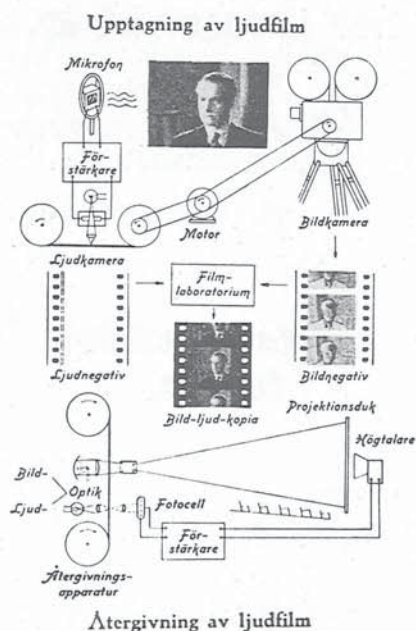 Upptagning av ljudfilm
Mikrofon
För-
stärkare
Motor
Bildkamera
Ljudkamera
Film-
laboratorium
Ljudnegativ
Bild-ljud-kopia
Bildnegativ
Projektionsduk
Högtalare
Bild-
Optik
Ljud-
Fotocell
För-
stärkare
Återgivnings-
apparatur
Återgivning av ljudfilm